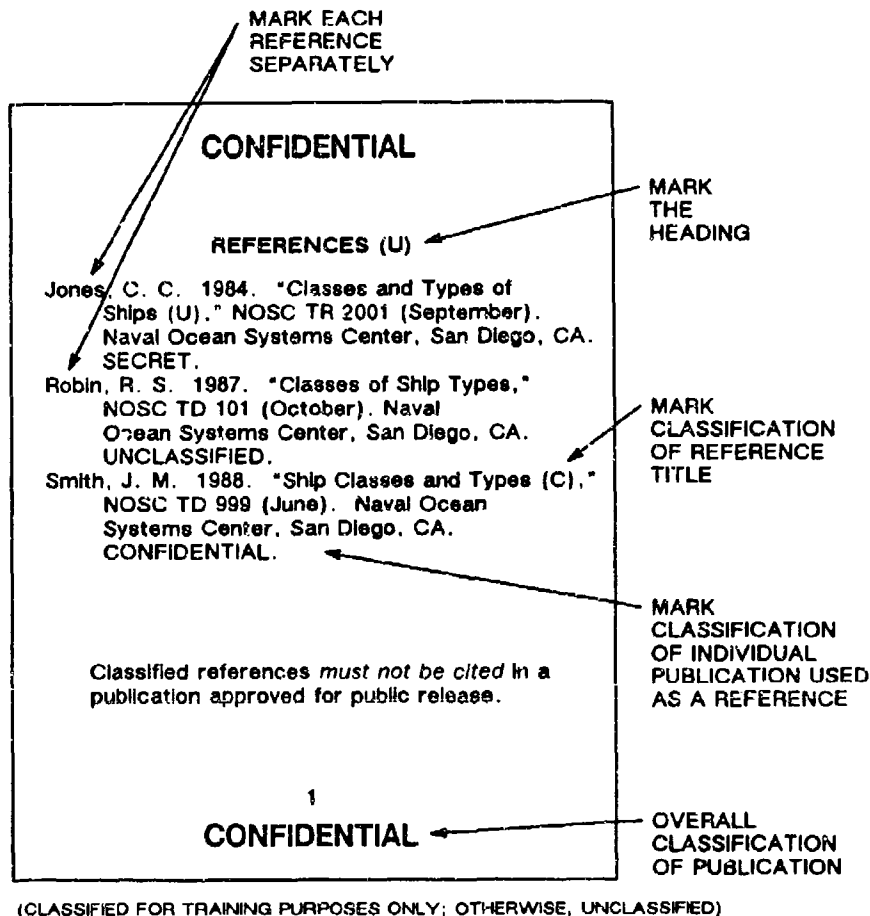 MARK EACH
REFERENCE
SEPARATELY
CONFIDENTIAL
MARK
THE
HEADING
REFERENCES (U)
Jones, C. C. 1984. "Classes and Types of
Ships (U)." NOSC TR 2001 (September).
Naval Ocean Systems Center, San Diego, CA.
SECRET.
Robin, R. S. 1987. "Classes of Ship Types,"
NOSC TD 101 (October). Naval
Ocean Systems Center, San Diego, CA.
UNCLASSIFIED.
MARK
CLASSIFICATION
OF REFERENCE
TITLE
Smith, J. M. 1988. "Ship Classes and Types (C),"
NOSC TD 999 (June). Naval Ocean
Systems Center, San Diego, CA.
CONFIDENTIAL.
MARK
CLASSIFICATION
OF INDIVIDUAL
PUBLICATION USED
AS A REFERENCE
Classified references must not be cited in a
publication approved for public release.
1
CONFIDENTIAL
OVERALL
CLASSIFICATION
OF PUBLICATION
(CLASSIFIED FOR TRAINING PURPOSES ONLY; OTHERWISE, UNCLASSIFIED)